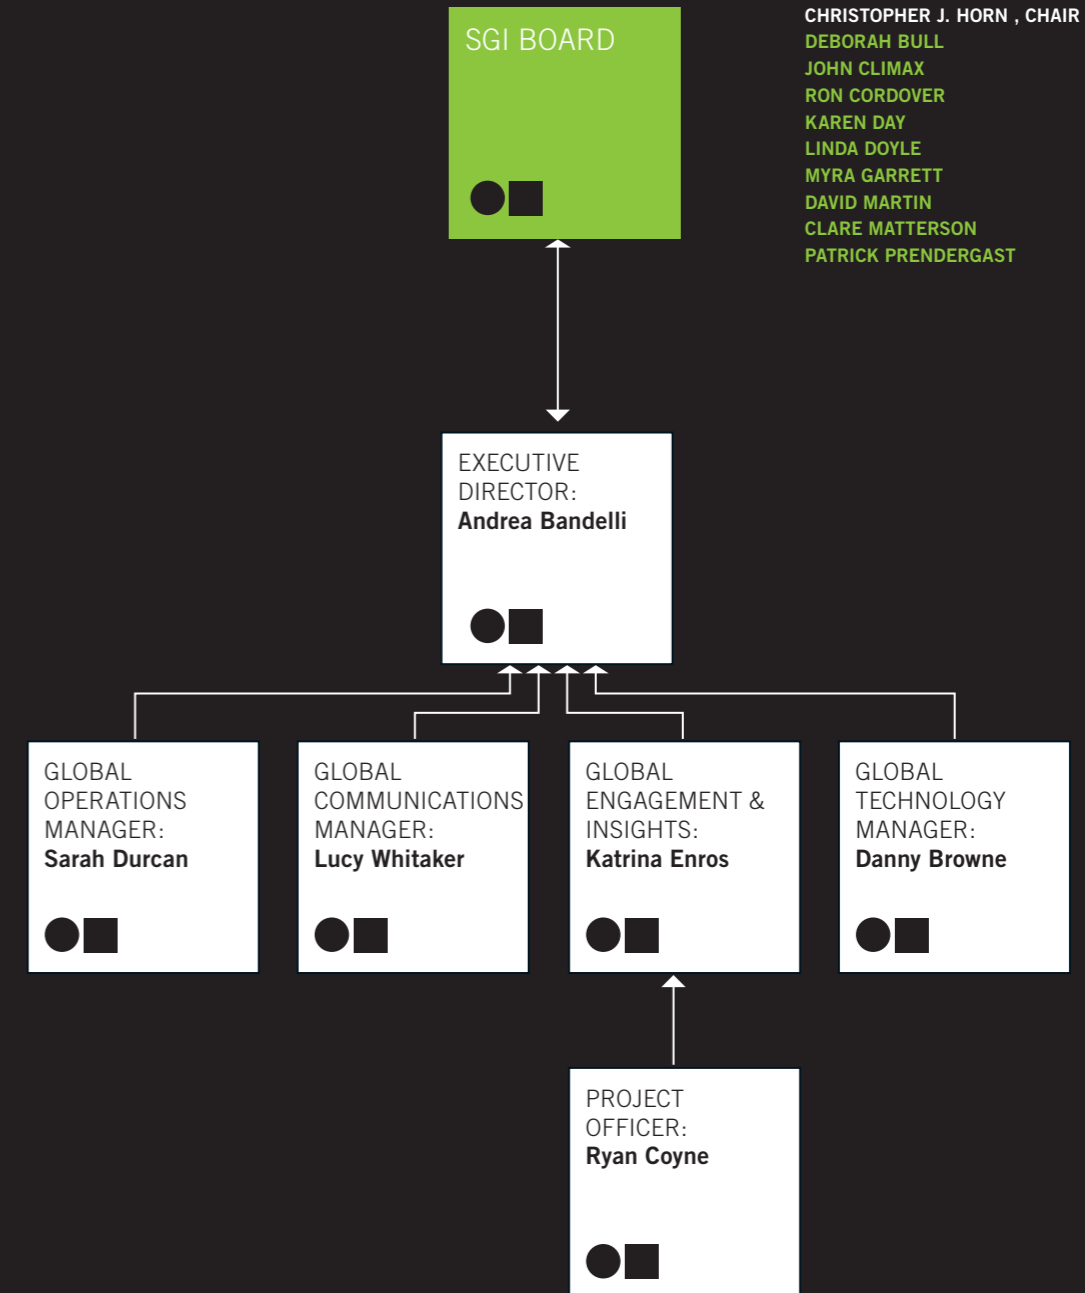 SGI BOARD
CHRISTOPHER J. HORN , CHAIR
DEBORAH BULL
JOHN CLIMAX
RON CORDOVER
KAREN DAY
LINDA DOYLE
MYRA GARRETT
DAVID MARTIN
CLARE MATTERSON
PATRICK PRENDERGAST
EXECUTIVE
DIRECTOR:
Andrea Bandelli
GLOBAL
OPERATIONS
MANAGER:
Sarah Durcan
GLOBAL
COMMUNICATIONS
MANAGER:
Lucy Whitaker
GLOBAL
ENGAGEMENT &
INSIGHTS:
Katrina Enros
GLOBAL
TECHNOLOGY
MANAGER:
Danny Browne
PROJECT
OFFICER:
Ryan Coyne